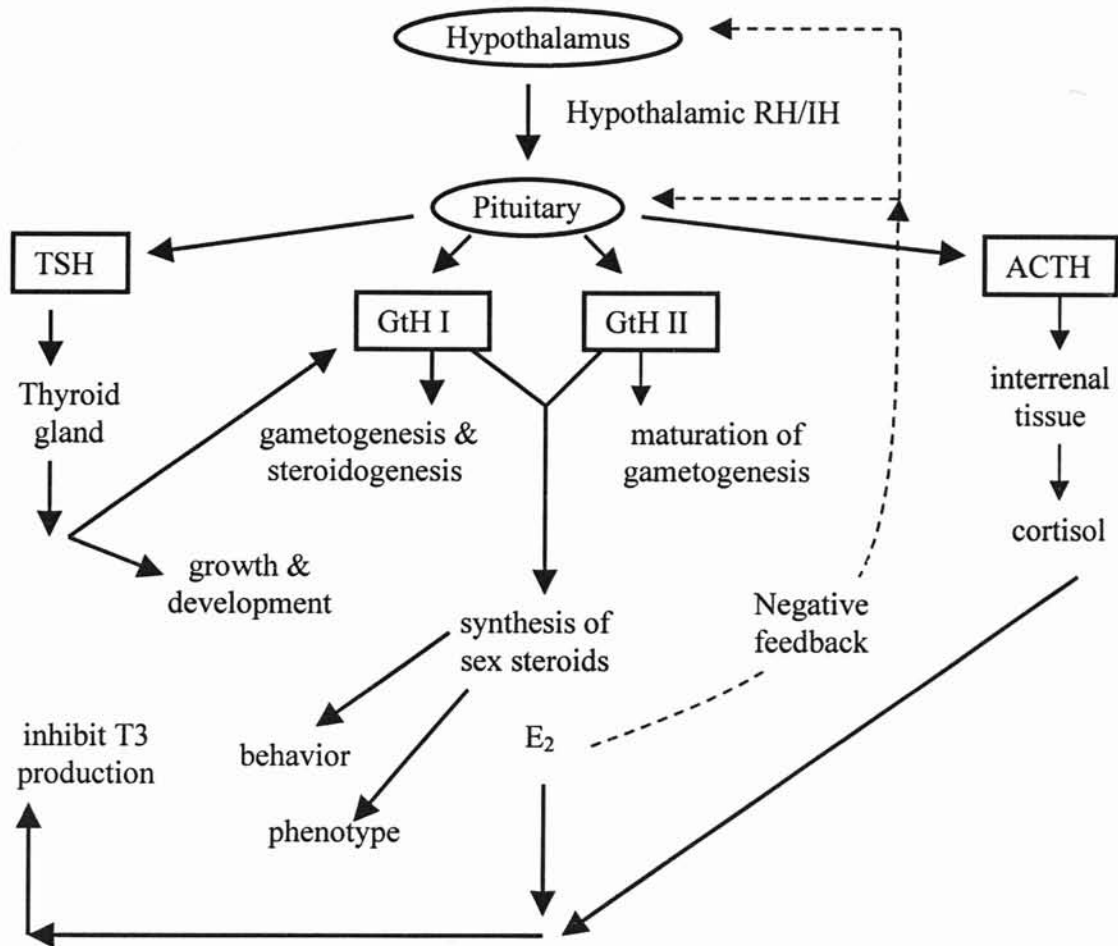 Hypothalamus
Hypothalamic RH/IH
Pituitary
TSH
ACTH
GtH I
GtH II
Thyroid
gland
gametogenesis &
steroidogenesis
maturation of
gametogenesis
interrenal
tissue
cortisol
growth &
development
synthesis of
sex steroids
Negative
feedback
inhibit T3
production
behavior
E₂
phenotype